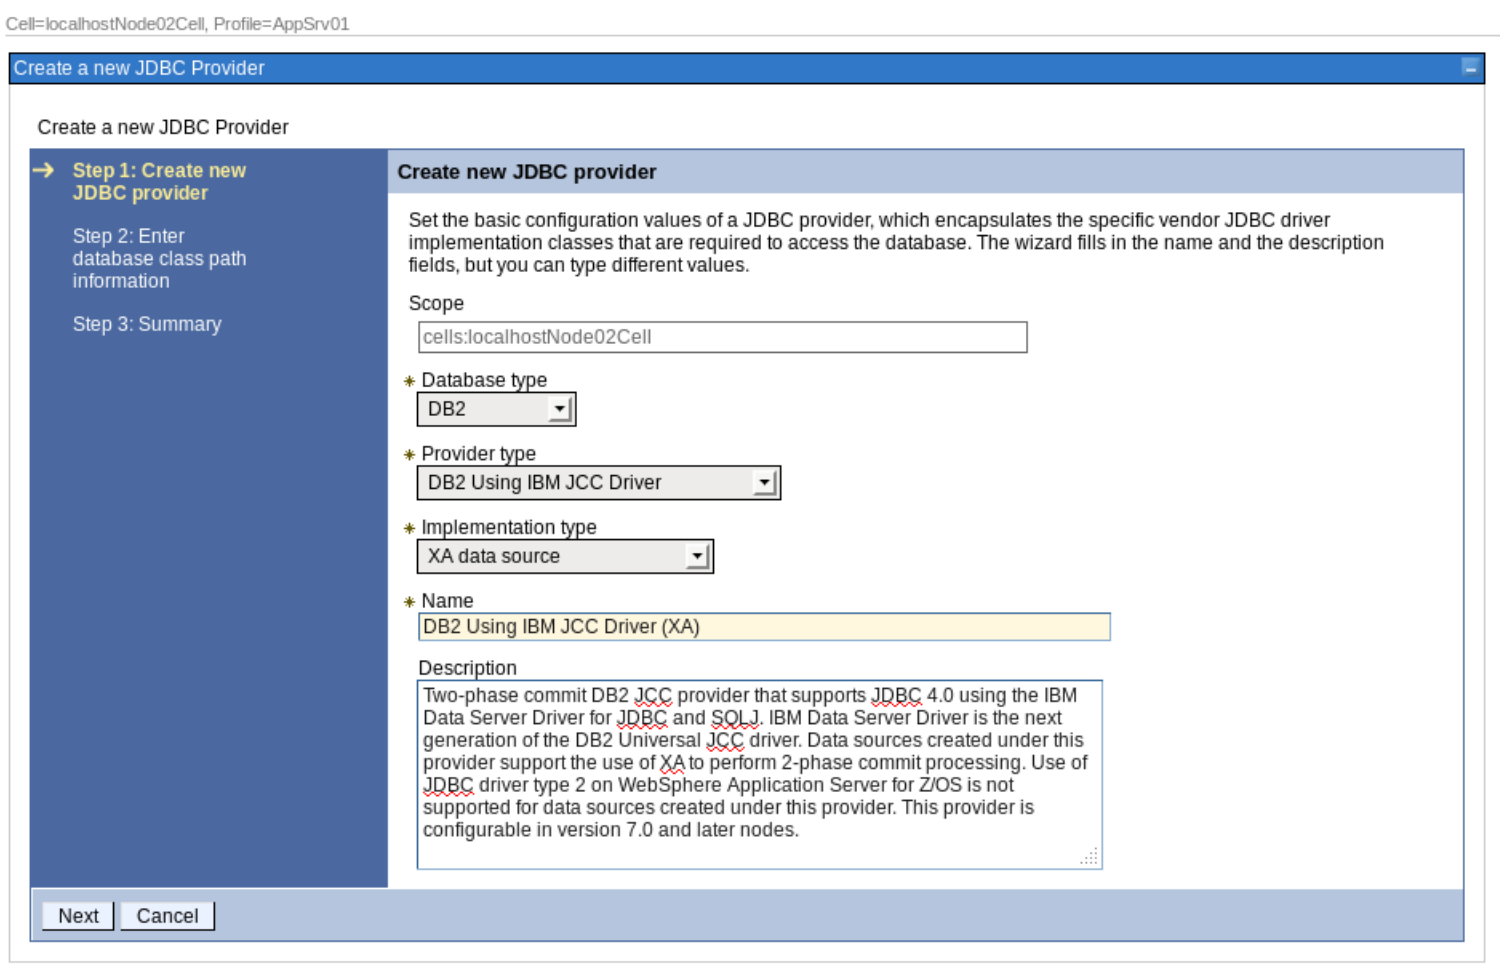 Cell=localhostNode02Cell, Profile=AppSrv01
Create a new JDBC Provider
Create a new JDBC Provider
Step 1: Create new
JDBC provider
Step 2: Enter
database class path
information
Step 3: Summary
Create new JDBC provider
Set the basic configuration values of a JDBC provider, which encapsulates the specific vendor JDBC driver
implementation classes that are required to access the database. The wizard fills in the name and the description
fields, but you can type different values.
Scope
cells:localhostNode02Cell
Database type
DB2
Provider type
DB2 Using IBM JCC Driver
Implementation type
XA data source
Name
DB2 Using IBM JCC Driver (XA)
Description
Two-phase commit DB2 JCC provider that supports JDBC 4.0 using the IBM
Data Server Driver for JDBC and SQLJ. IBM Data Server Driver is the next
generation of the DB2 Universal JCC driver. Data sources created under this
provider support the use of XA to perform 2-phase commit processing. Use of
JDBC driver type 2 on WebSphere Application Server for Z/OS is not
supported for data sources created under this provider. This provider is
configurable in version 7.0 and later nodes.
Next
Cancel